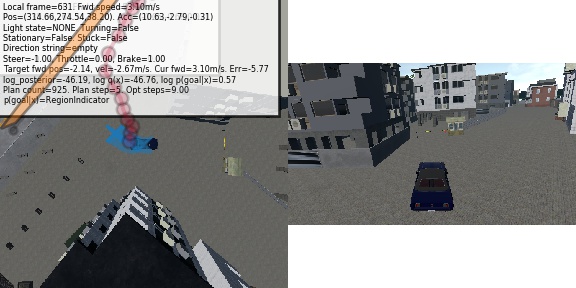 Local frame=631. Fwd speed=3.10m/s
Pos=(314.66,274.54,38.20). Acc=(10.63,-2.79,-0.31)
Light state=NONE. Turning=False
Stationary=False. Stuck=False
Direction string=empty
Steer=-1.00. Throttle=0.00, Brake=1.00
Target fwd pos=-2.14, vel=-2.67m/s. Cur fwd=3.10m/s. Err=-5.77
log_posterior=-46.19, log q(x)=-46.76, log p(goal|x)=0.57
Plan count=925. Plan step=5. Opt steps=9.00
p(goal|x)=RegionIndicator